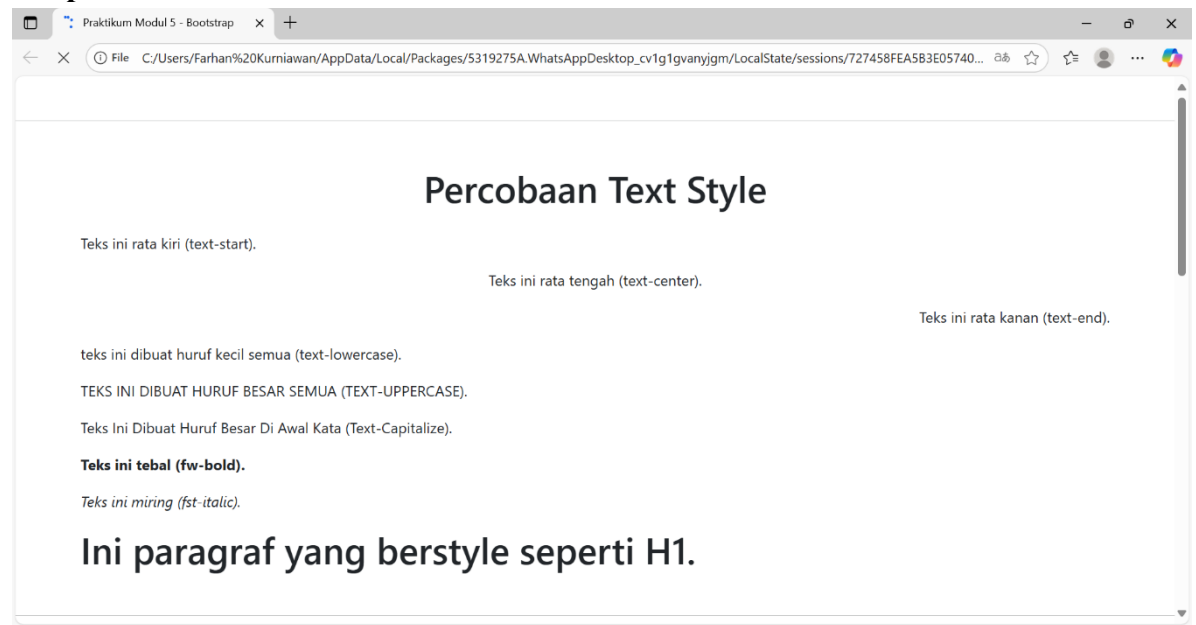 Praktikum Modul 5 - Bootstrap
File C:/Users/Farhan%20Kurniawan/AppData/Local/Packages/5319275A.WhatsAppDesktop_cv1g1gvanyjgm/LocalState/sessions/727458FEA5B3E05740...
Percobaan Text Style
Teks ini rata kiri (text-start).
Teks ini rata tengah (text-center).
Teks ini rata kanan (text-end).
teks ini dibuat huruf kecil semua (text-lowercase).
TEKS INI DIBUAT HURUF BESAR SEMUA (TEXT-UPPERCASE).
Teks Ini Dibuat Huruf Besar Di Awal Kata (Text-Capitalize).
Teks ini tebal (fw-bold).
Teks ini miring (fst-italic).
Ini paragraf yang berstyle seperti H1.